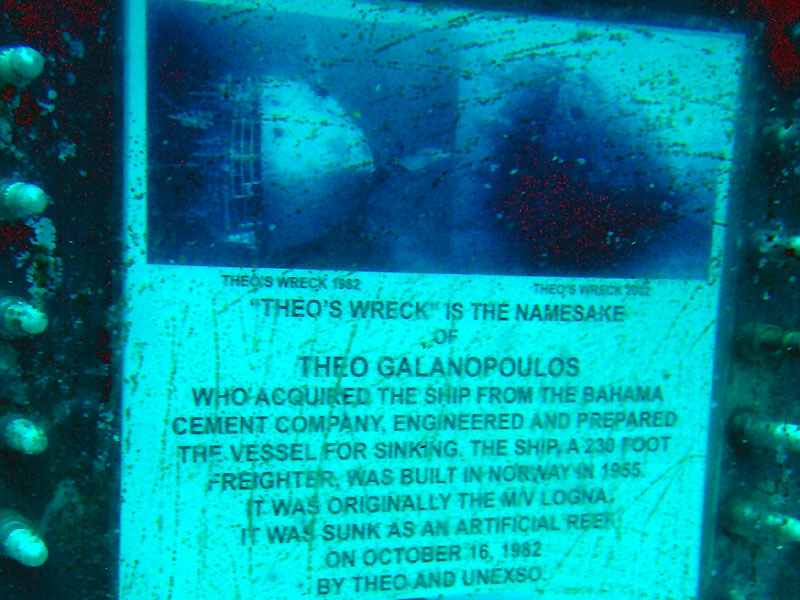 THEO'S WRECK 1982
THEO'S WRECK 2002
"THEO'S WRECK" IS THE NAMESAKE
OF
THEO GALANOPOULOS
WHO ACQUIRED THE SHIP FROM THE BAHAMA
CEMENT COMPANY, ENGINEERED AND PREPARED
THE VESSEL FOR SINKING. THE SHIP, A 230 FOOT
FREIGHTER, WAS BUILT IN NORWAY IN 1955.
IT WAS ORIGINALLY THE M/V LOGNA.
IT WAS SUNK AS AN ARTIFICIAL REEF
ON OCTOBER 16, 1982
BY THEO AND UNEXSO.